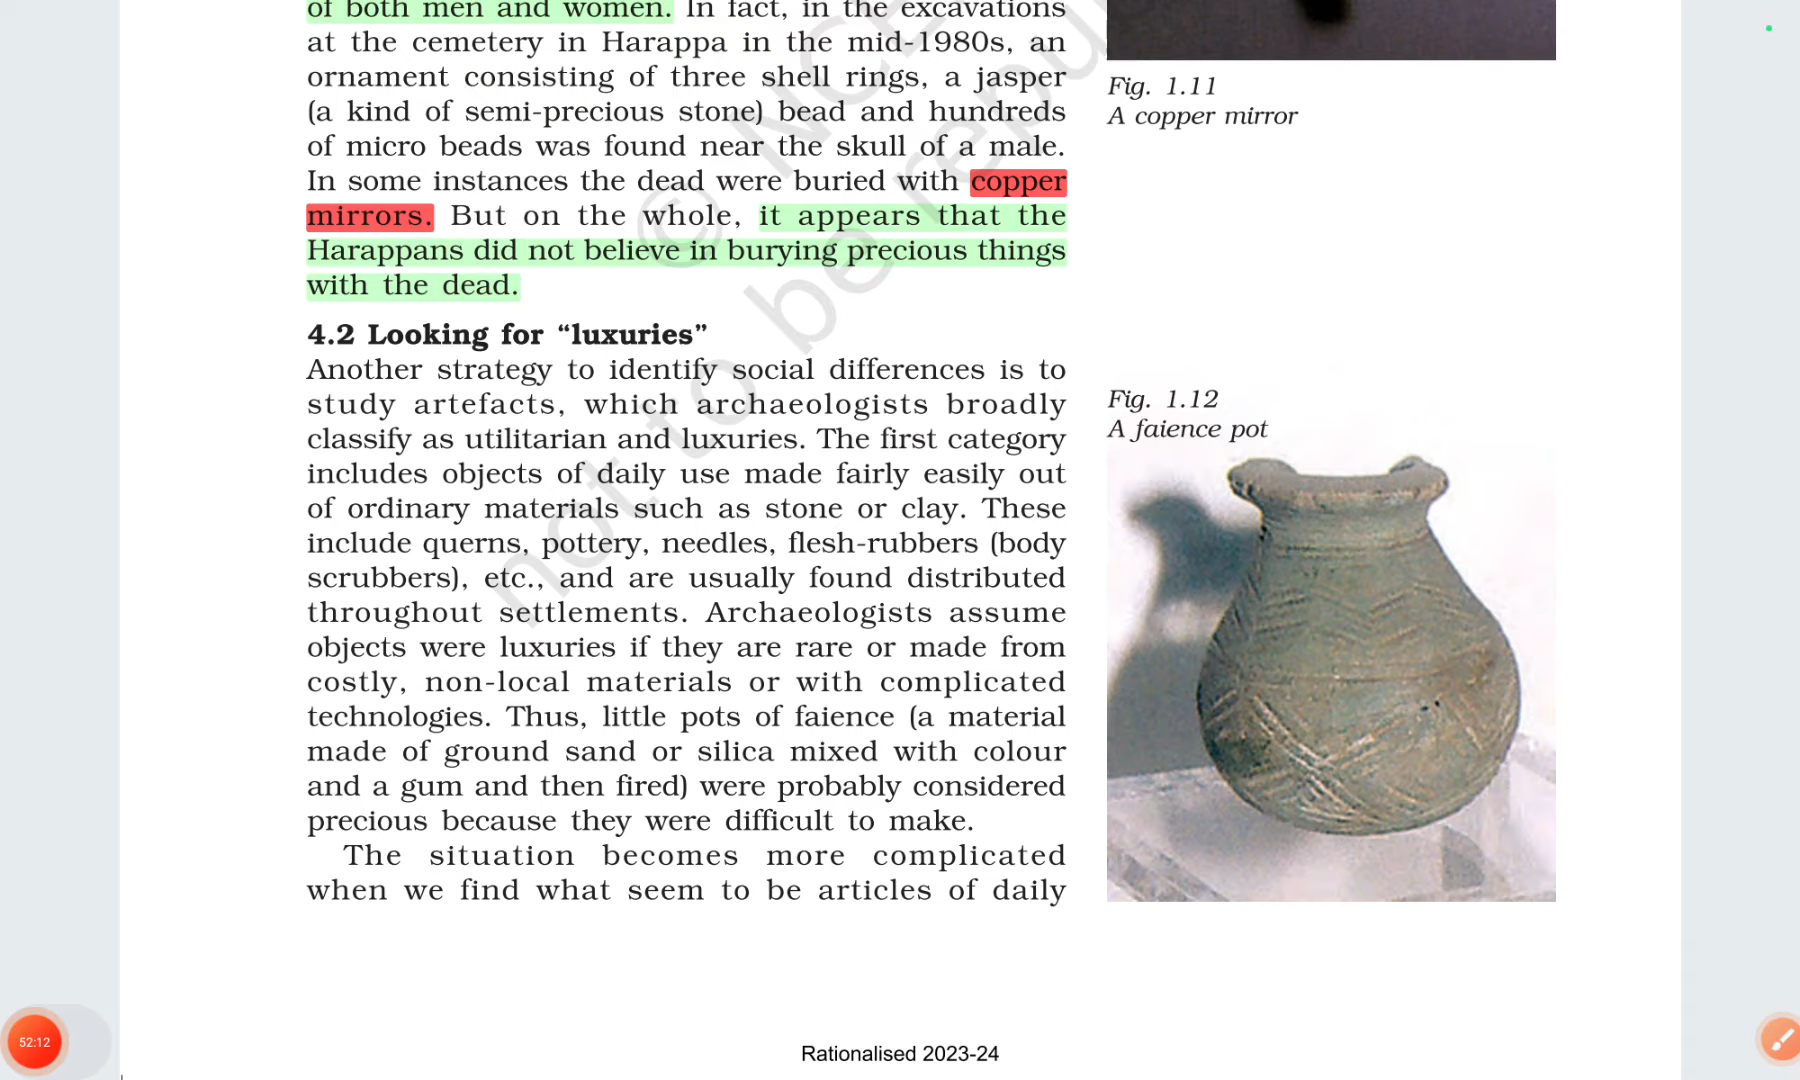 of both men and women. In fact, in the excavations
at the cemetery in Harappa in the mid-1980s, an
ornament consisting of three shell rings, a jasper
(a kind of semi-precious stone) bead and hundreds
of micro beads was found near the skull of a male.
In some instances the dead were buried with copper
mirrors. But on the whole, it appears that the
Harappans did not believe in burying precious things
with the dead.
4.2 Looking for “luxuries”
Another strategy to identify social differences is to
study artefacts, which archaeologists broadly
classify as utilitarian and luxuries. The first category
includes objects of daily use made fairly easily out
of ordinary materials such as stone or clay. These
include querns, pottery, needles, flesh-rubbers (body
scrubbers), etc., and are usually found distributed
throughout settlements. Archaeologists assume
objects were luxuries if they are rare or made from
costly, non-local materials or with complicated
technologies. Thus, little pots of faience (a material
made of ground sand or silica mixed with colour
and a gum and then fired) were probably considered
precious because they were difficult to make.
The situation becomes more complicated
when we find what seem to be articles of daily
Fig. 1.11
A copper mirror
Fig. 1.12
A faience pot
© NCE
not to be repu
52:12
Rationalised 2023-24